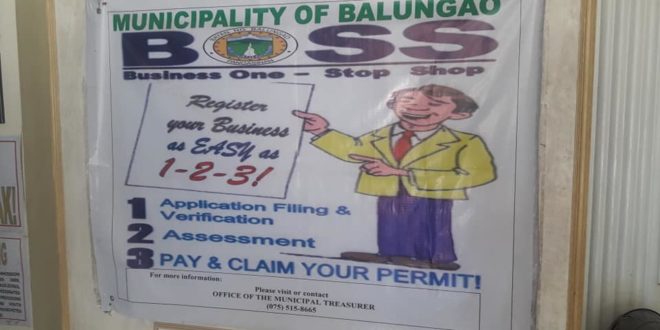 MUNICIPALITY OF BALUNGAO
BOSS
Business One – Stop Shop
Register
your Business
as EASY as
1-2-3!
1 Application Filing &
Verification
2 Assessment
3 PAY & CLAIM YOUR PERMIT!
For more information:
Please visit or contact
OFFICE OF THE MUNICIPAL TREASURER
(075) 515-8665